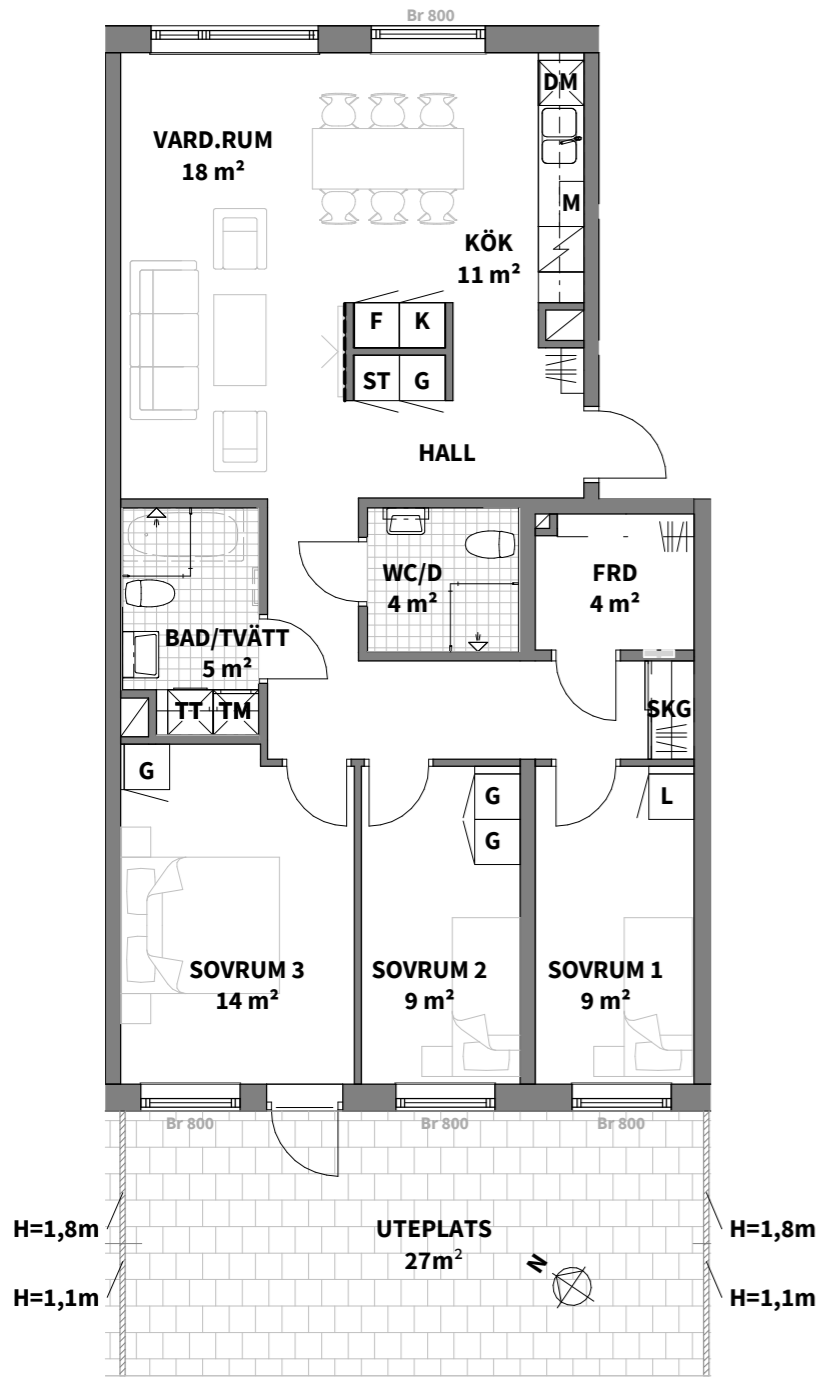 Br 800
DM
VARD.RUM
18 m²
M
KÖK
11 m²
F K
ST G
HALL
WC/D
4 m²
FRD
4 m²
BAD/TVÄTT
5 m²
TT TM
SKG
G
G
L
G
SOVRUM 3
14 m²
SOVRUM 2
9 m²
SOVRUM 1
9 m²
Br 800
Br 800
Br 800
H=1,8m
UTEPLATS
27m²
H=1,8m
N
H=1,1m
H=1,1m